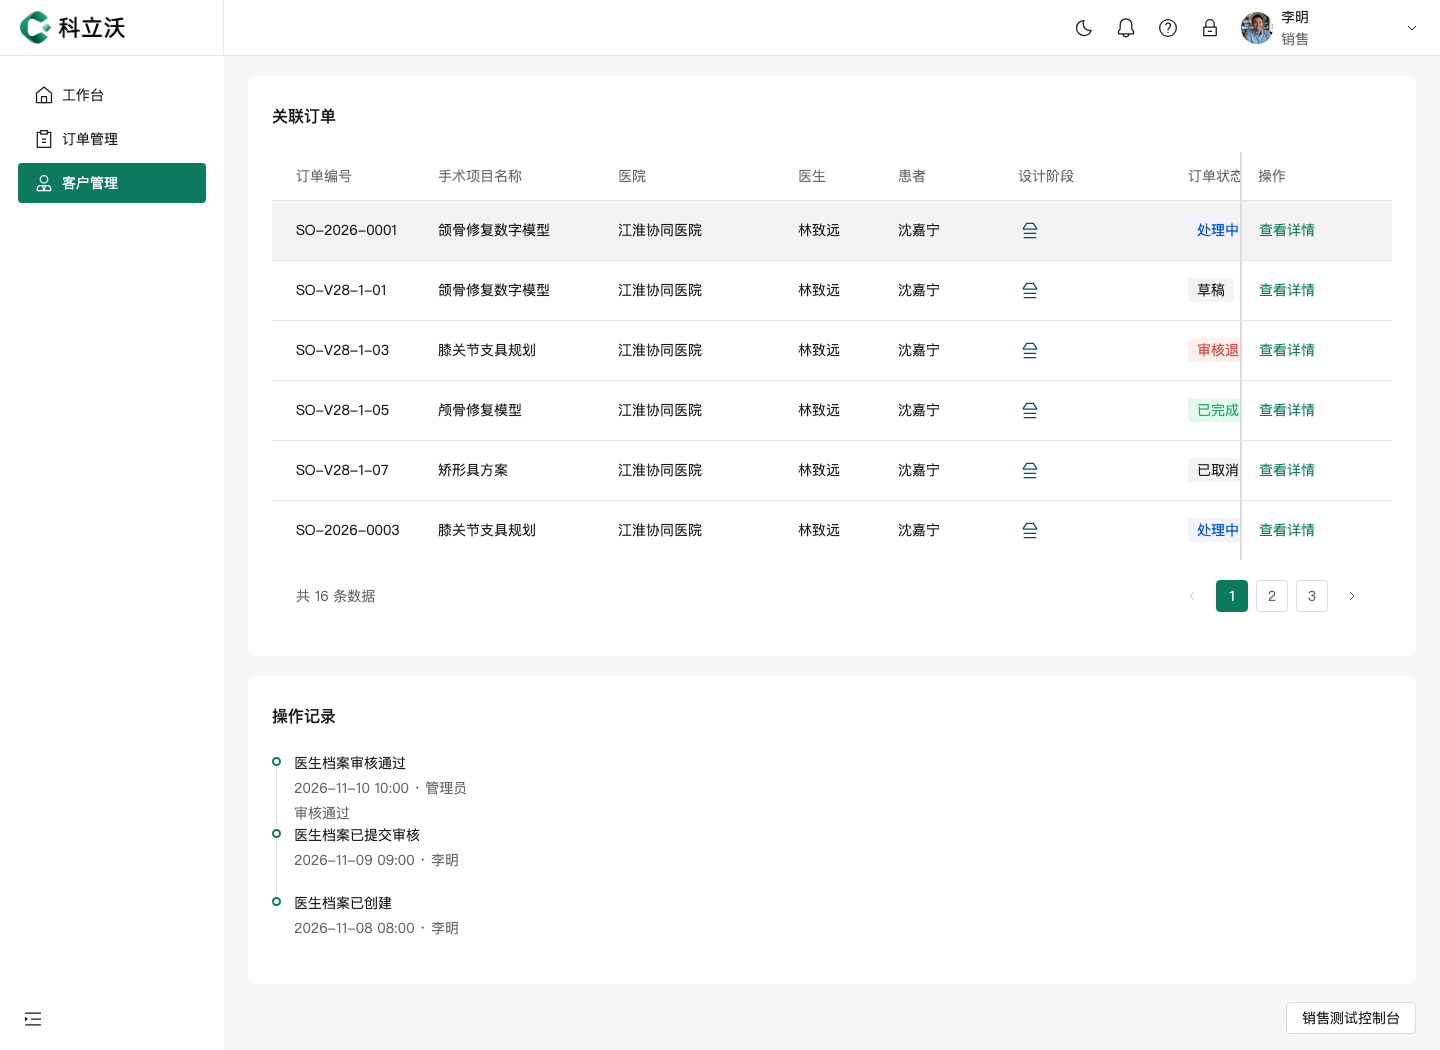 科立沃
李明
销售
工作台
订单管理
客户管理
关联订单
订单编号 手术项目名称 医院 医生 患者 设计阶段 订单状态 操作
SO-2026-0001 颌骨修复数字模型 江淮协同医院 林致远 沈嘉宁 处理中 查看详情
SO-V28-1-01 颌骨修复数字模型 江淮协同医院 林致远 沈嘉宁 草稿 查看详情
SO-V28-1-03 膝关节支具规划 江淮协同医院 林致远 沈嘉宁 审核退 查看详情
SO-V28-1-05 颅骨修复模型 江淮协同医院 林致远 沈嘉宁 已完成 查看详情
SO-V28-1-07 矫形具方案 江淮协同医院 林致远 沈嘉宁 已取消 查看详情
SO-2026-0003 膝关节支具规划 江淮协同医院 林致远 沈嘉宁 处理中 查看详情
共 16 条数据 1 2 3
操作记录
医生档案审核通过
2026-11-10 10:00 · 管理员
审核通过
医生档案已提交审核
2026-11-09 09:00 · 李明
医生档案已创建
2026-11-08 08:00 · 李明
销售测试控制台